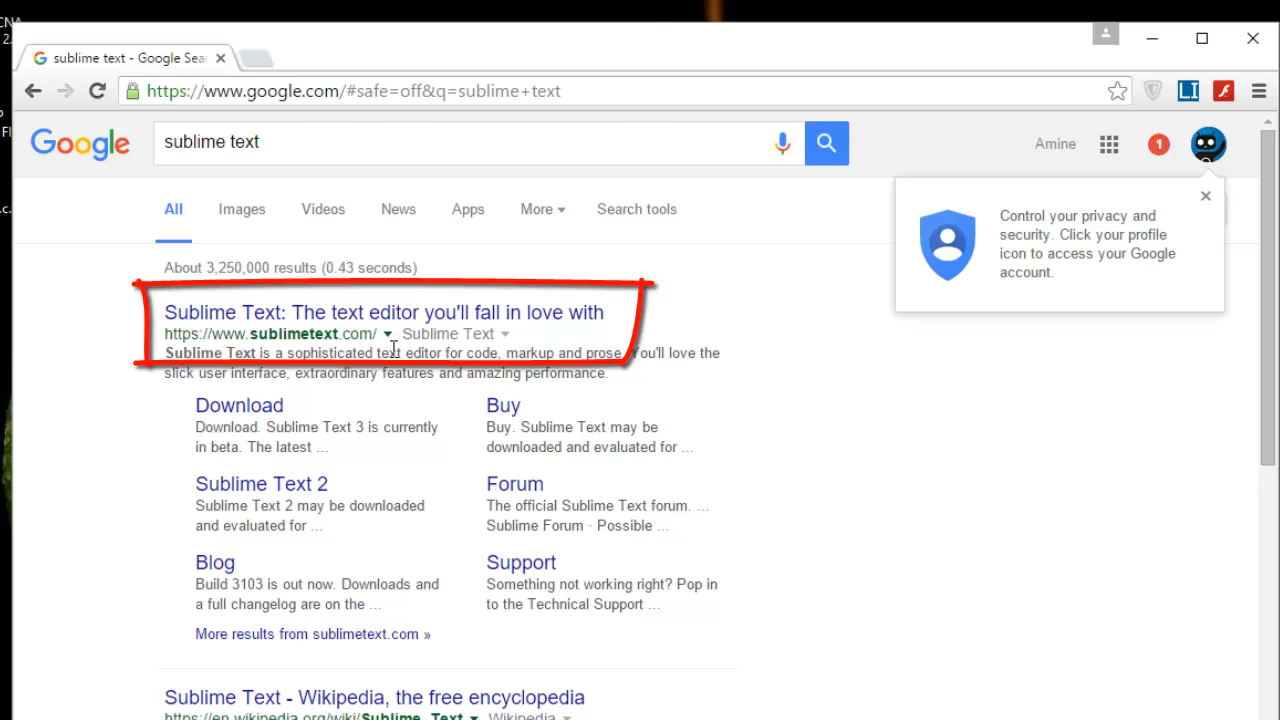 CNA
2.
sublime text - Google Sea
https://www.google.com/#safe=off&q=sublime+text
LI
Fl
Google
sublime text
Amine
1
.c.
All Images Videos News Apps More Search tools
Control your privacy and
security. Click your profile
icon to access your Google
account.
About 3,250,000 results (0.43 seconds)
Sublime Text: The text editor you'll fall in love with
https://www.sublimetext.com/ Sublime Text
Sublime Text is a sophisticated text editor for code, markup and prose. You'll love the
slick user interface, extraordinary features and amazing performance.
Download
Download. Sublime Text 3 is currently
in beta. The latest ...
Buy
Buy. Sublime Text may be
downloaded and evaluated for ...
Sublime Text 2
Sublime Text 2 may be downloaded
and evaluated for ...
Forum
The official Sublime Text forum. ...
Sublime Forum · Possible ...
Blog
Build 3103 is out now. Downloads and
a full changelog are on the ...
Support
Something not working right? Pop in
to the Technical Support ...
More results from sublimetext.com »
Sublime Text - Wikipedia, the free encyclopedia
https://en.wikipedia.org/wiki/Sublime_Text Wikipedia